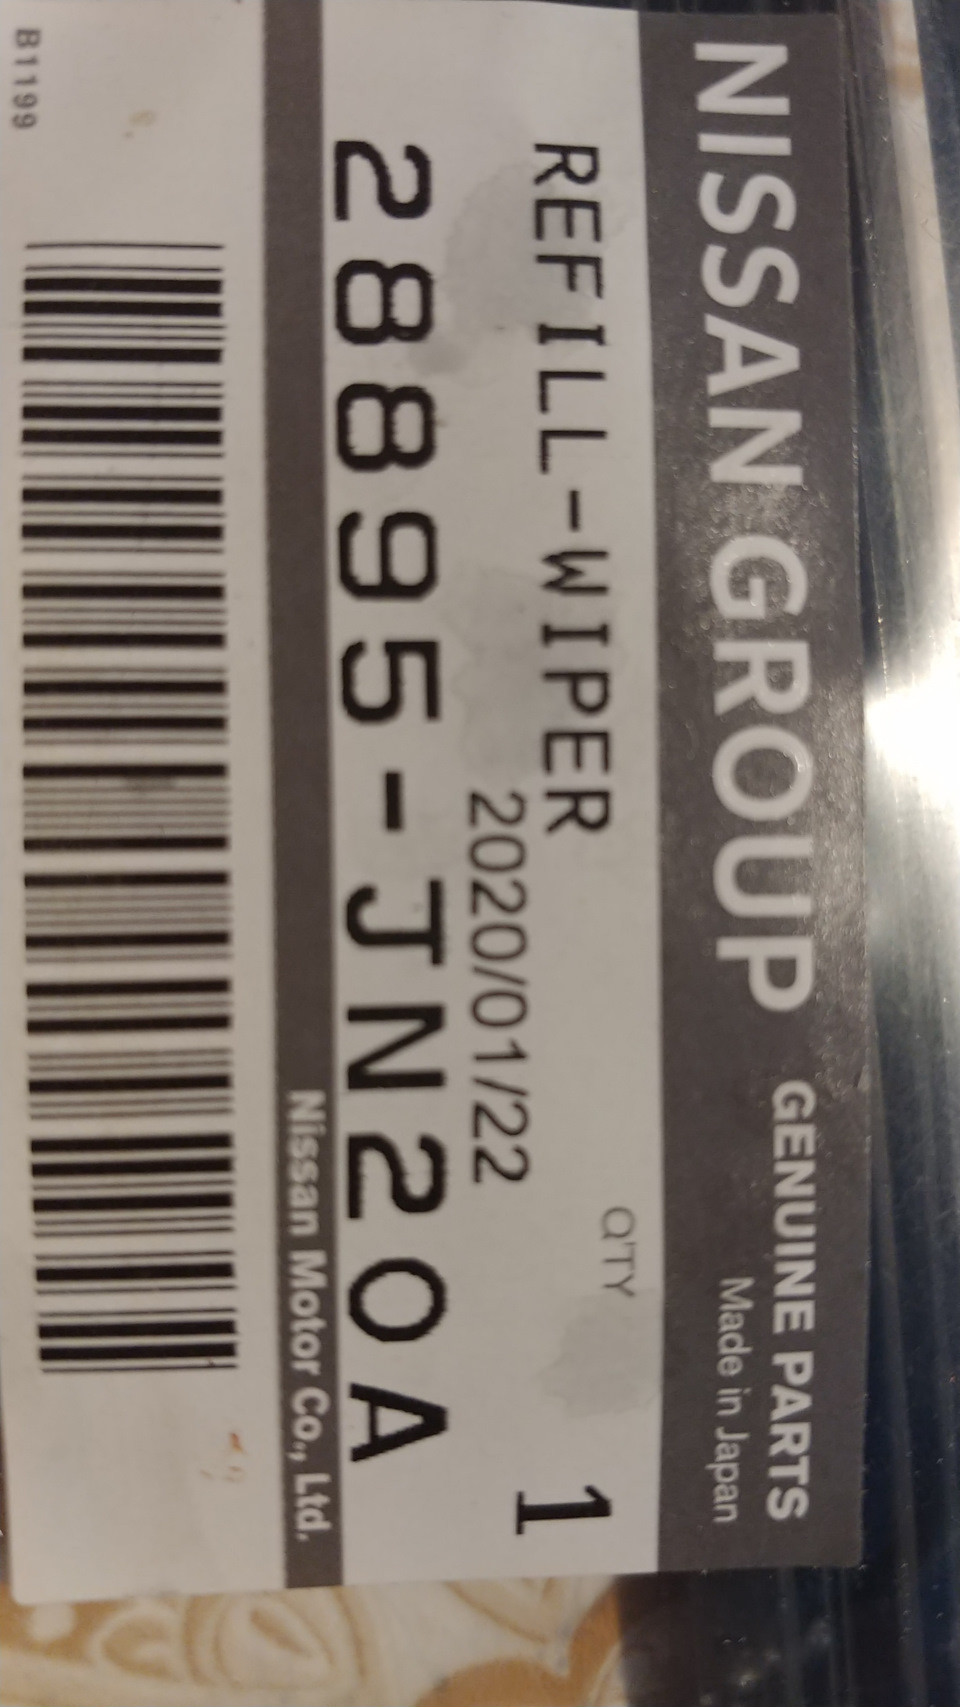 NISSAN GROUP GENUINE PARTS
Made in Japan
REFILL-WIPER
QTY 1
2020/01/22
28895-JN20A
Nissan Motor Co., Ltd.
B1199